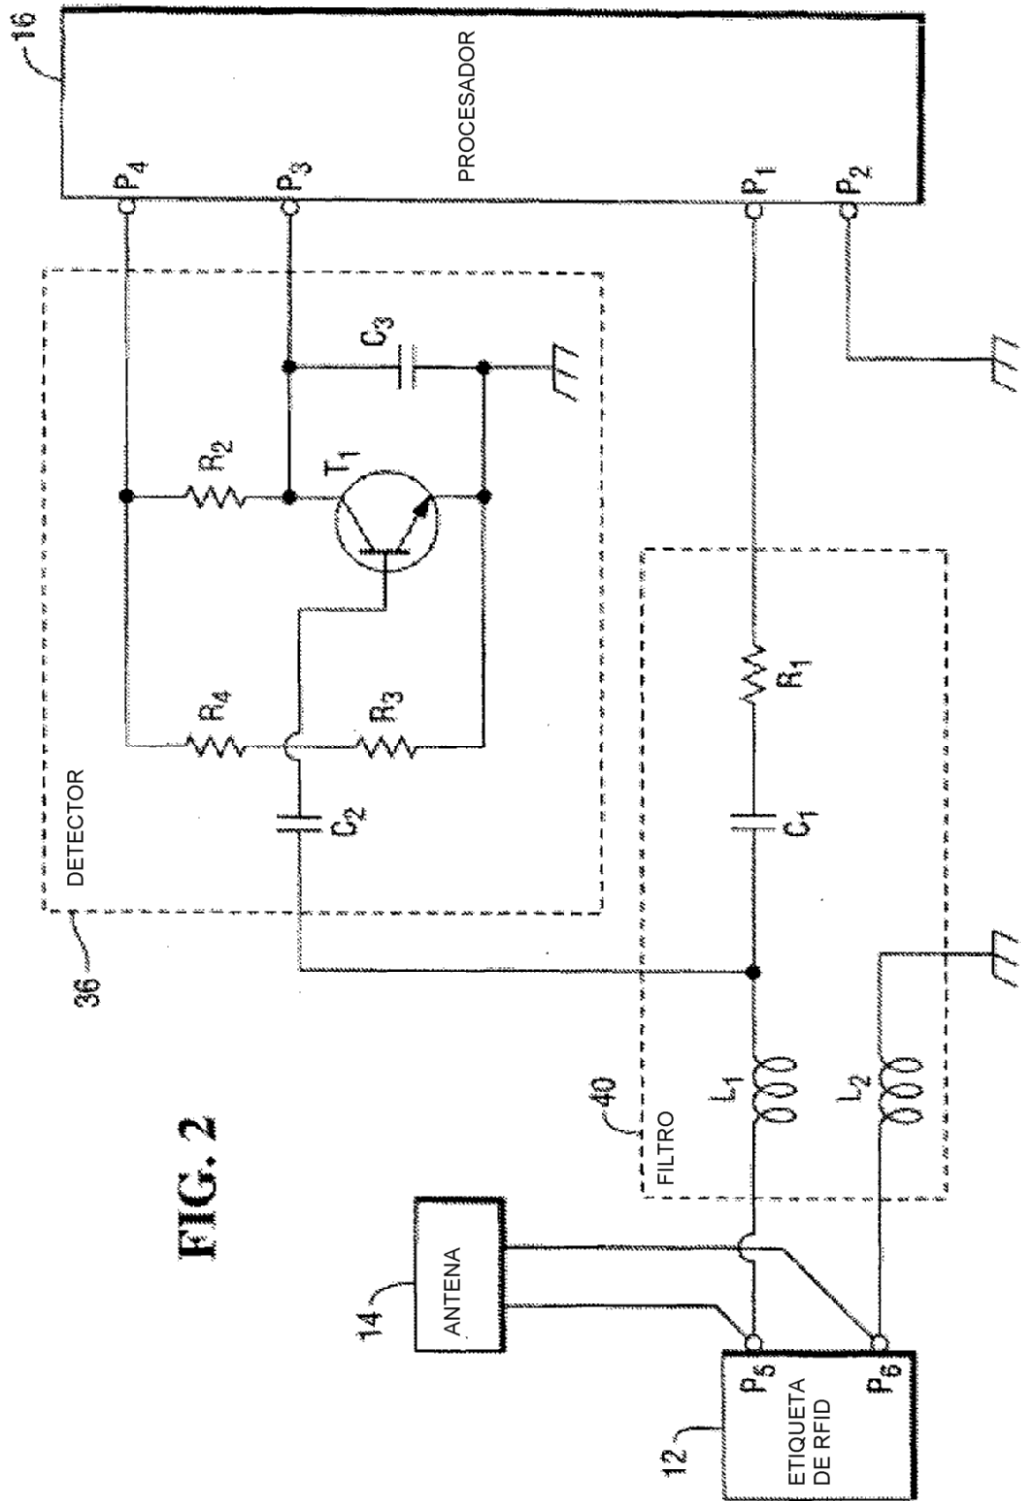 FIG. 2
16
PROCESADOR
P4
P3
P1
P2
DETECTOR
36
R4
R3
R2
T1
C3
C2
FILTRO
40
L1
L2
C1
R1
14
ANTENA
12
ETIQUETA
DE RFID
P5
P6